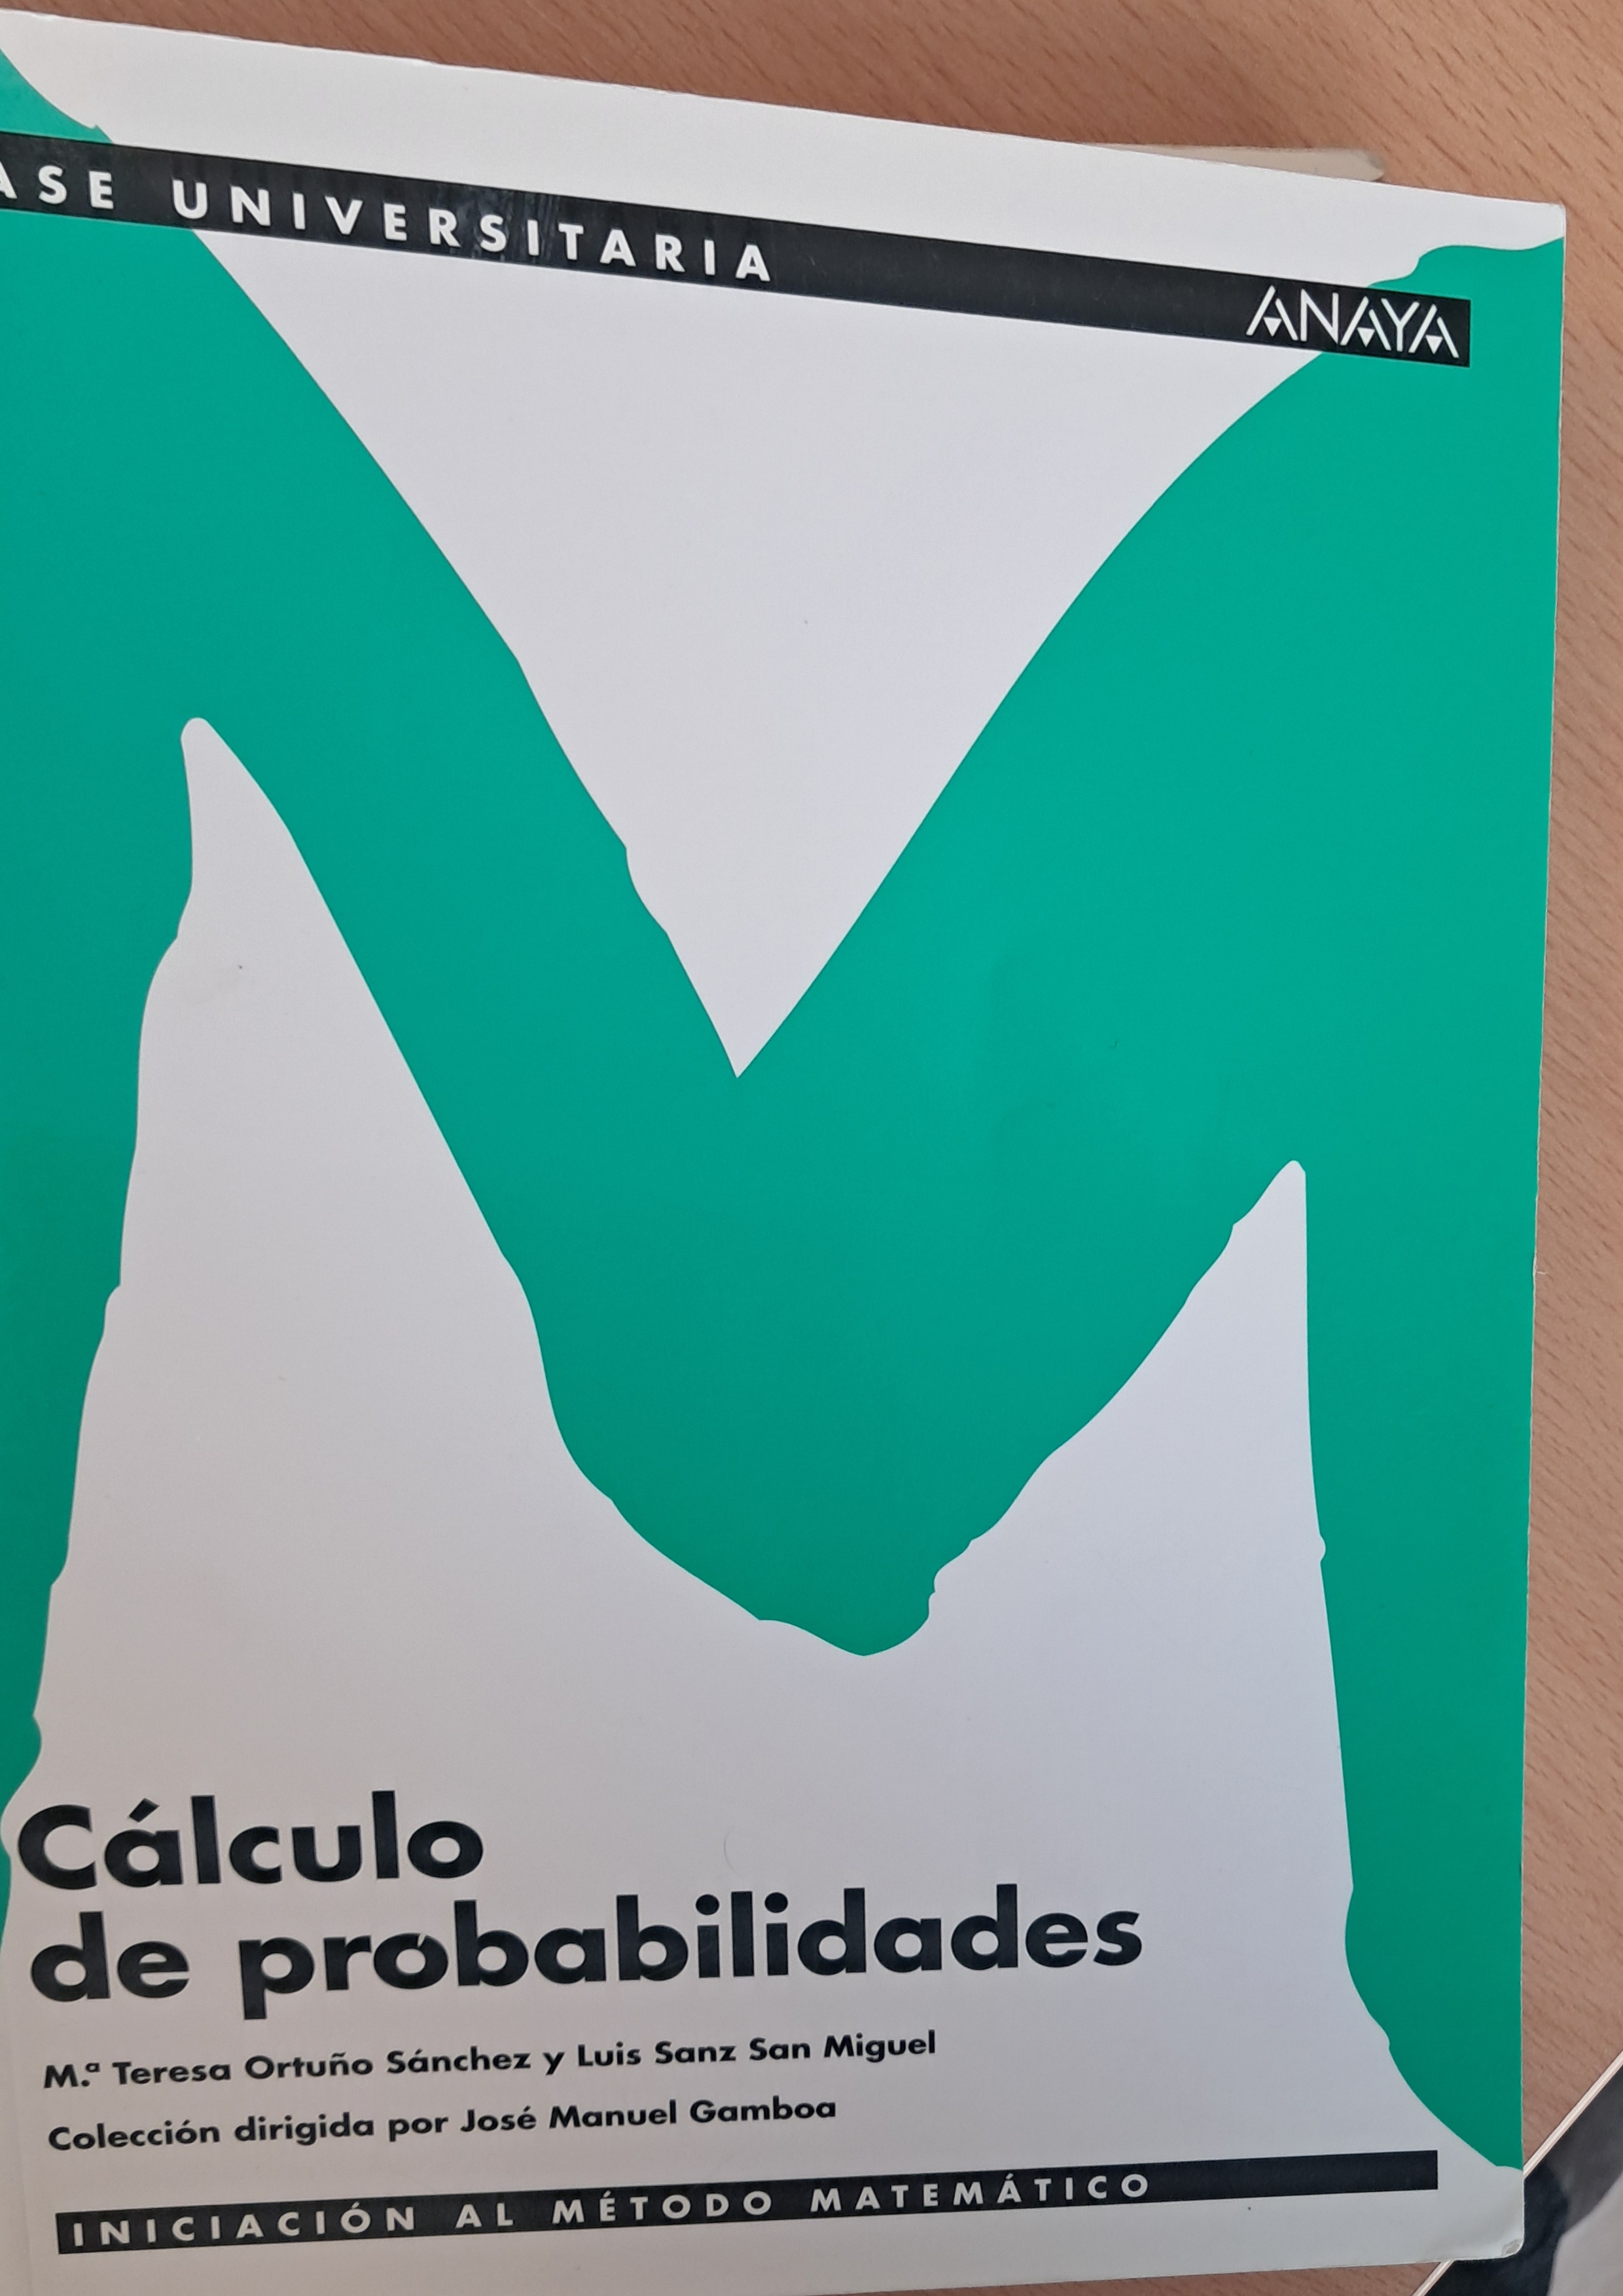 ASE UNIVERSITARIA
ANAYA
Cálculo
de probabilidades
M.ª Teresa Ortuño Sánchez y Luis Sanz San Miguel
Colección dirigida por José Manuel Gamboa
INICIACIÓN AL MÉTODO MATEMÁTICO